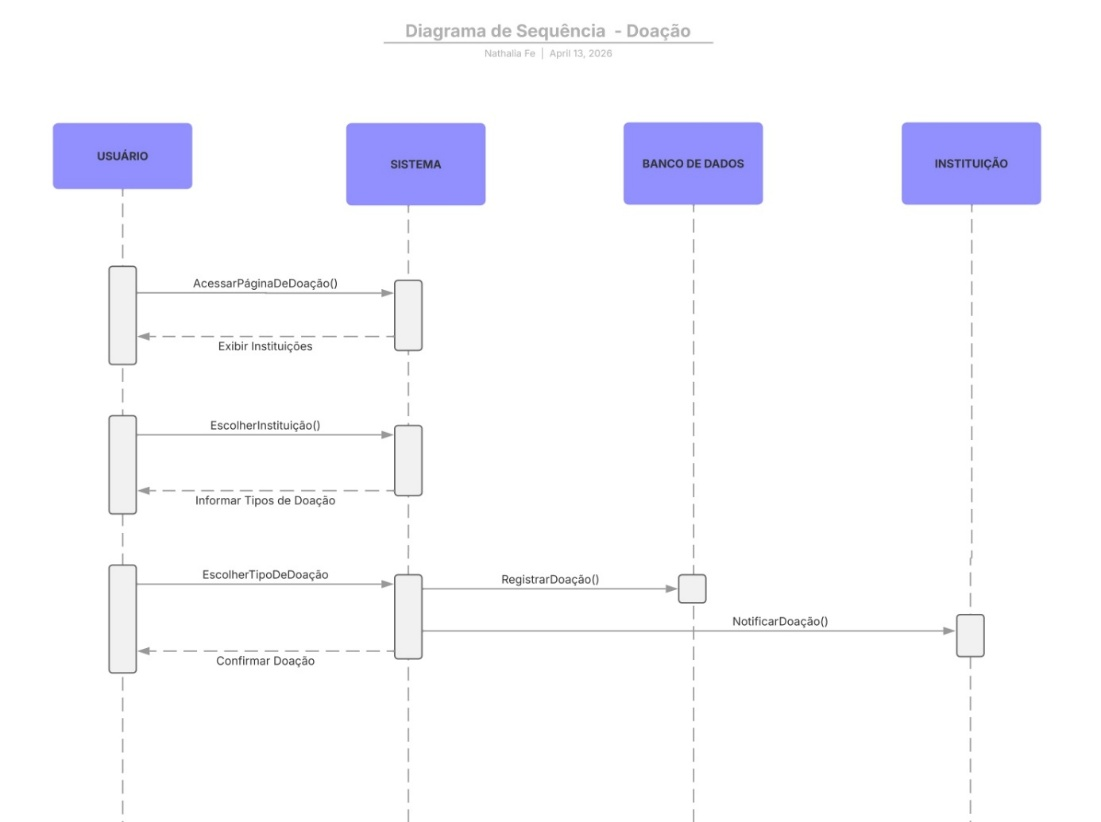 Diagrama de Sequência - Doação
Nathalia Fe | April 13, 2026
USUÁRIO
SISTEMA
BANCO DE DADOS
INSTITUIÇÃO
AcessarPáginaDeDoação()
Exibir Instituições
EscolherInstituição()
Informar Tipos de Doação
EscolherTipoDeDoação
RegistrarDoação()
NotificarDoação()
Confirmar Doação